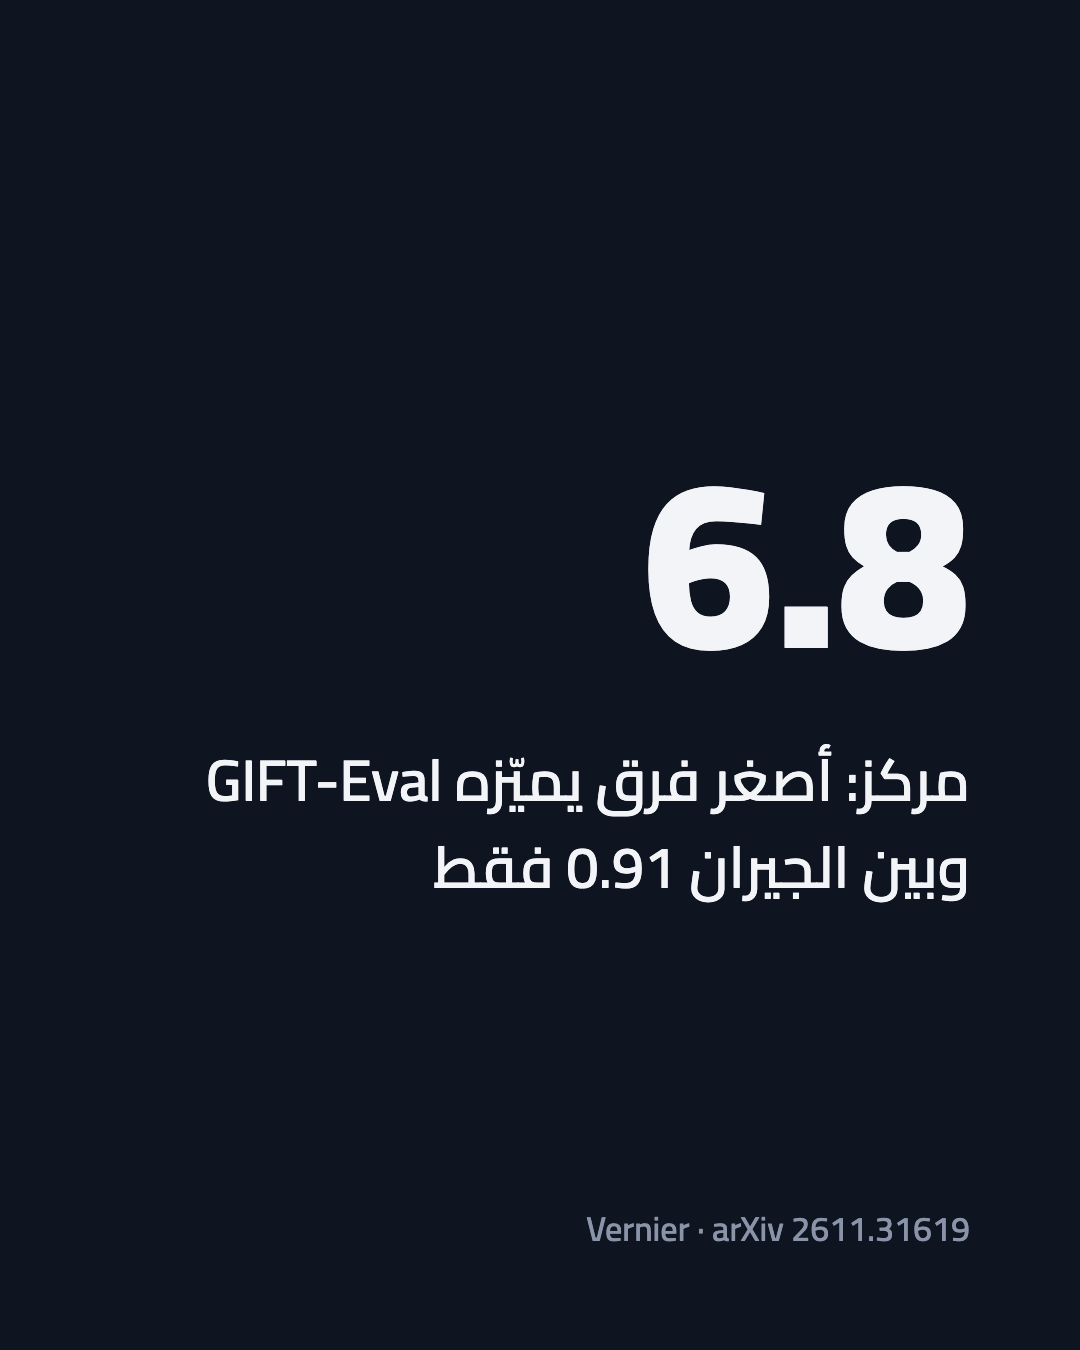 6.8
مركز: أصغر فرق يميّزه GIFT-Eval
وبين الجيران 0.91 فقط
Vernier · arXiv 2611.31619